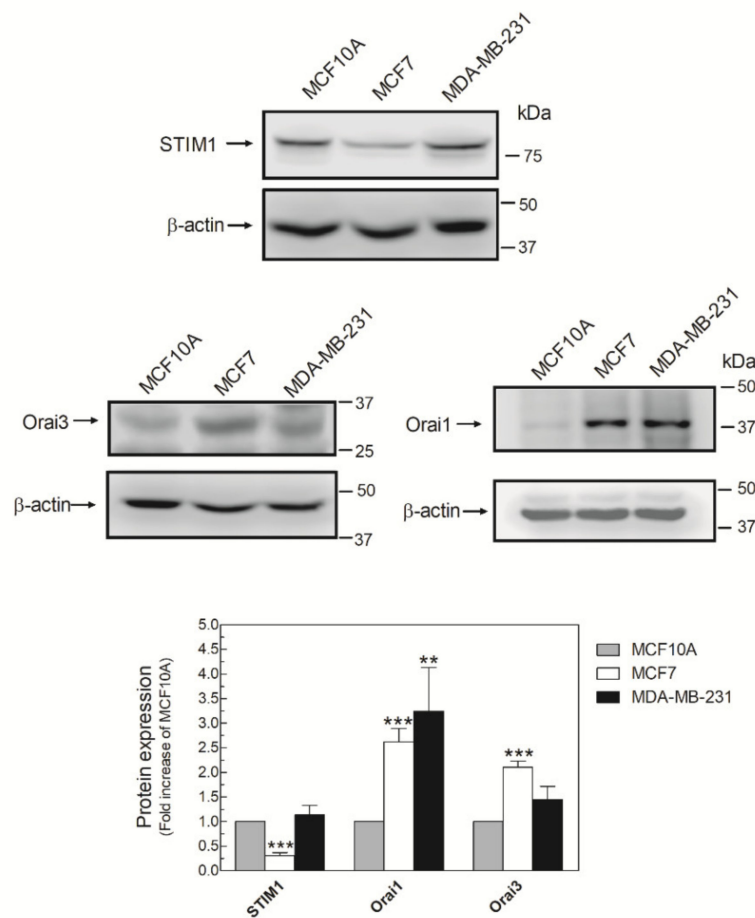 MCF10A
MCF7
MDA-MB-231
kDa
STIM1
75
β-actin
50
37
MCF10A
MCF7
MDA-MB-231
Orai3
37
25
β-actin
50
37
MCF10A
MCF7
MDA-MB-231
kDa
Orai1
50
37
β-actin
50
37
Protein expression
(Fold increase of MCF10A)
5.0
4.5
4.0
3.5
3.0
2.5
2.0
1.5
1.0
0.5
0.0
***
***
**
***
STIM1
Orai1
Orai3
MCF10A
MCF7
MDA-MB-231